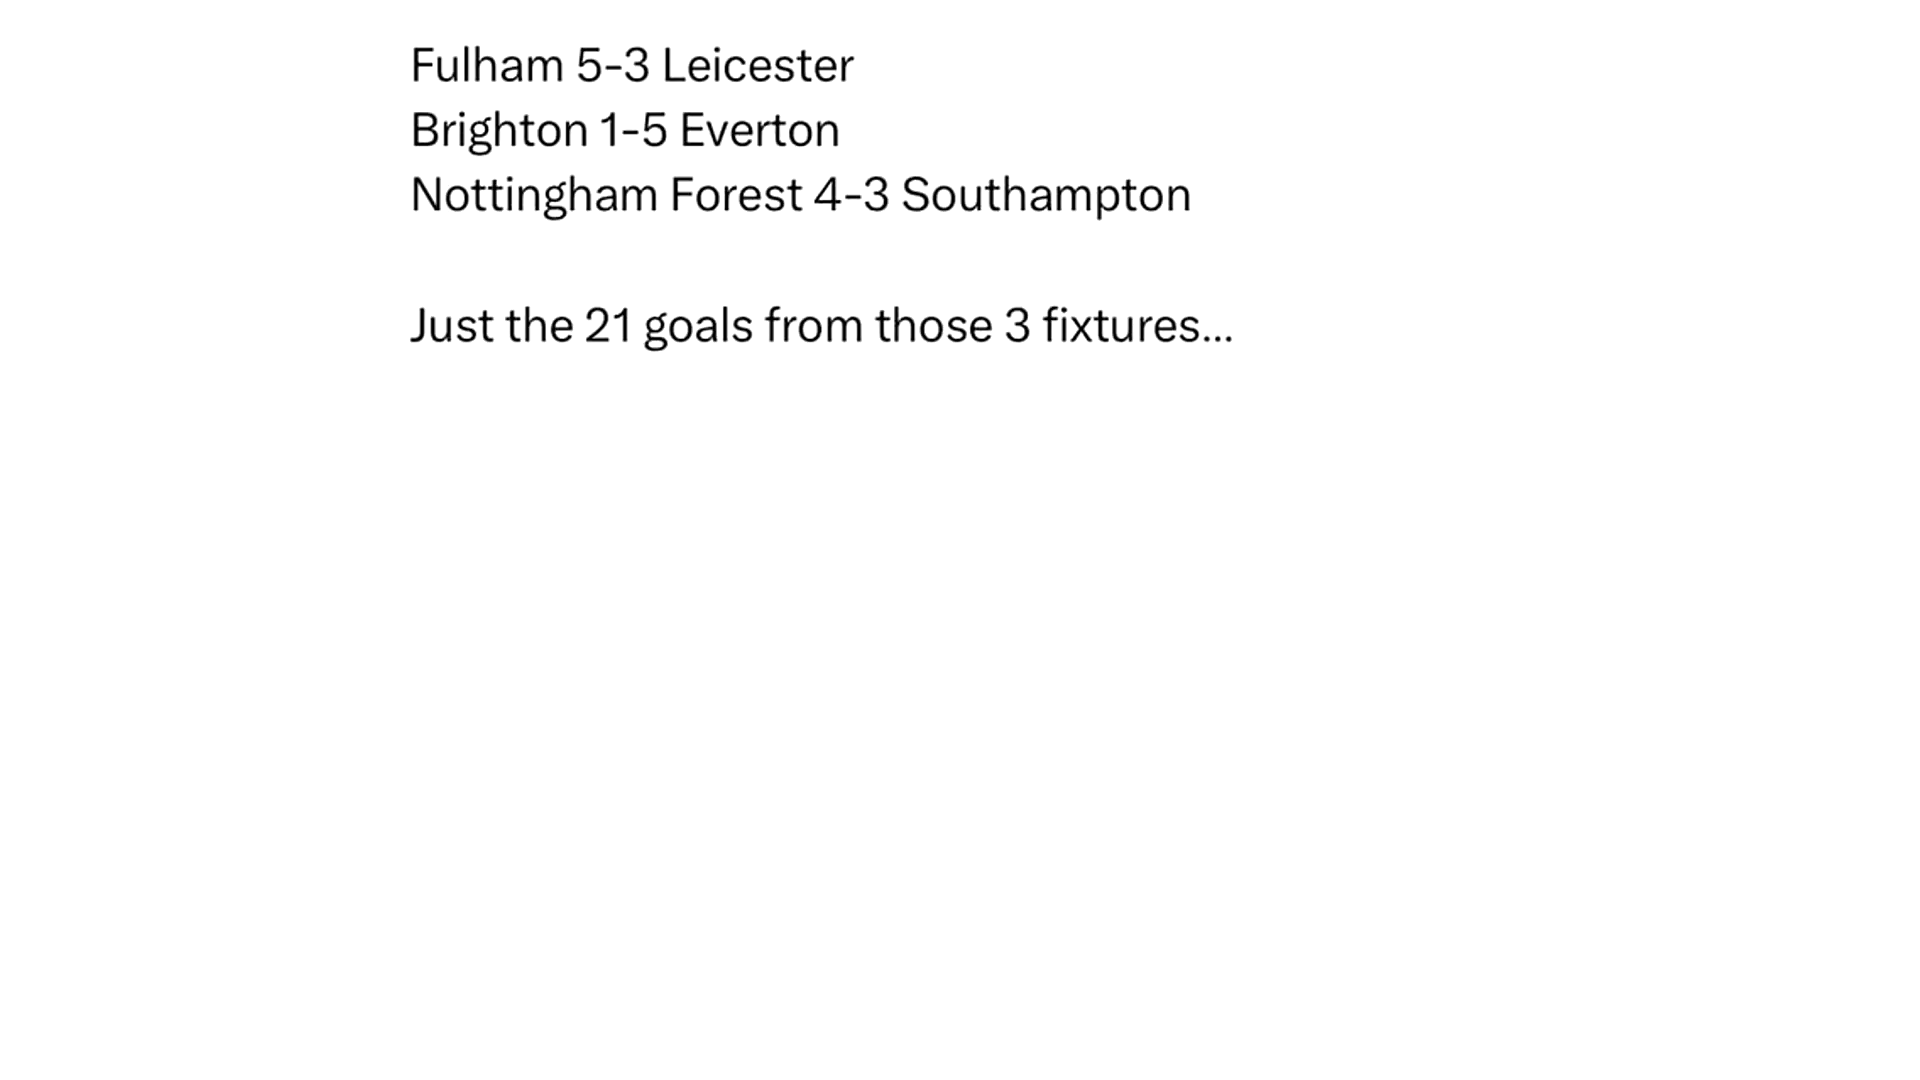 Fulham 5-3 Leicester
Brighton 1-5 Everton
Nottingham Forest 4-3 Southampton
Just the 21 goals from those 3 fixtures...